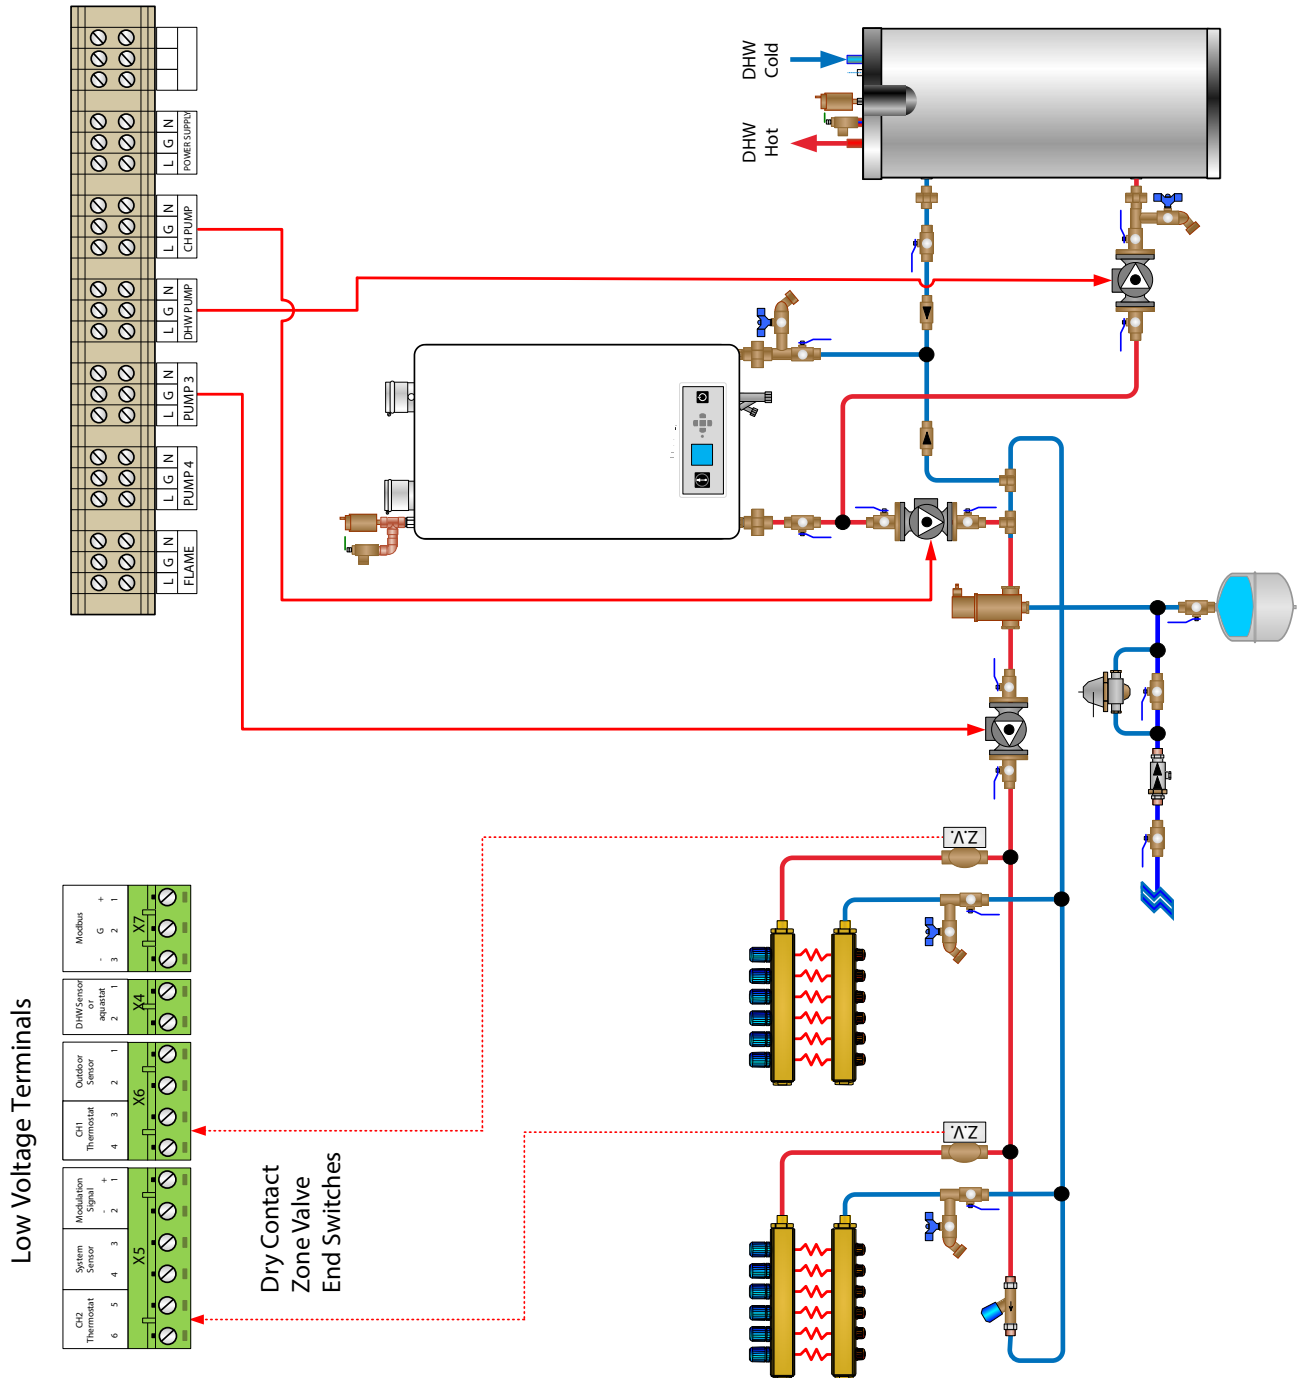 DHW
Cold
DHW
Hot
L G N
POWER SUPPLY
L G N
CH PUMP
L G N
DHW PUMP
L G N
PUMP 3
L G N
PUMP 4
L G N
FLAME
Z.V.
Z.V.
Low Voltage Terminals
Modbus
- G +
3 2 1
X7
DHW Sensor
or
aquastat
2 1
X4
Outdoor
Sensor
2 1
CH1
Thermostat
4 3
X6
Modulation
Signal
- +
2 1
System
Sensor
4 3
CH2
Thermostat
6 5
X5
Dry Contact
Zone Valve
End Switches